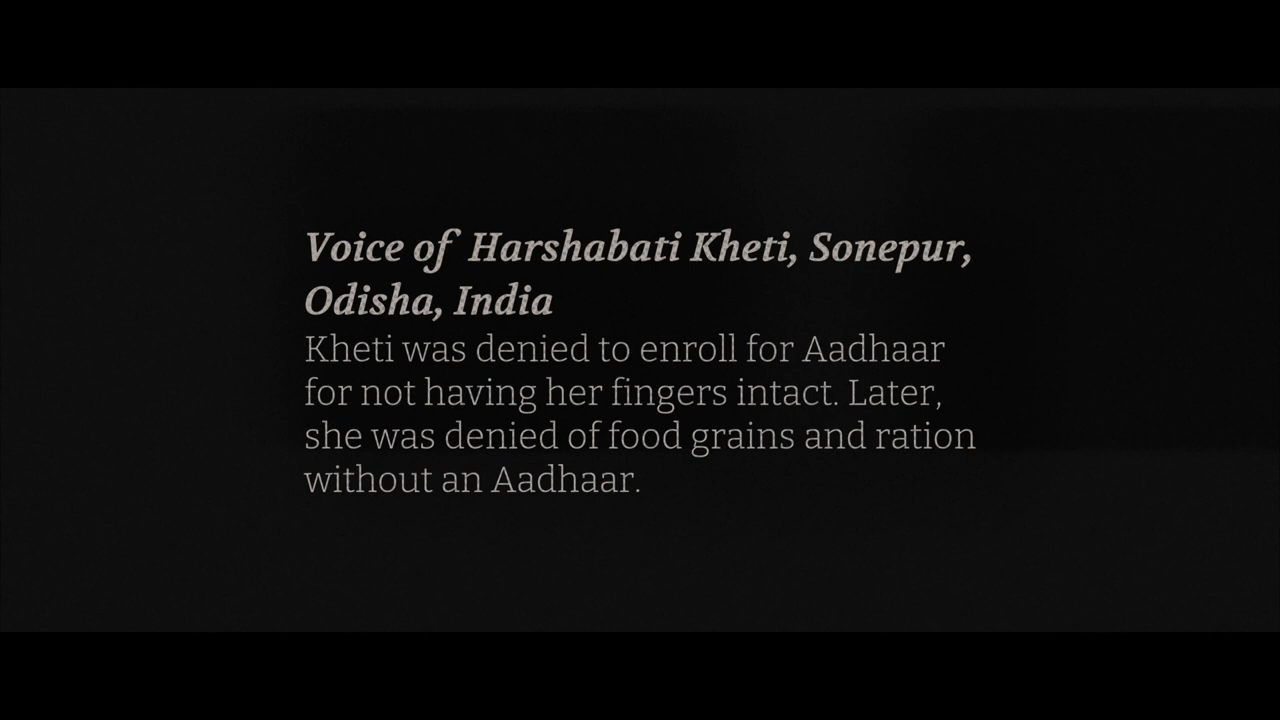 Voice of Harshabati Kheti, Sonepur,
Odisha, India
Kheti was denied to enroll for Aadhaar
for not having her fingers intact. Later,
she was denied of food grains and ration
without an Aadhaar.